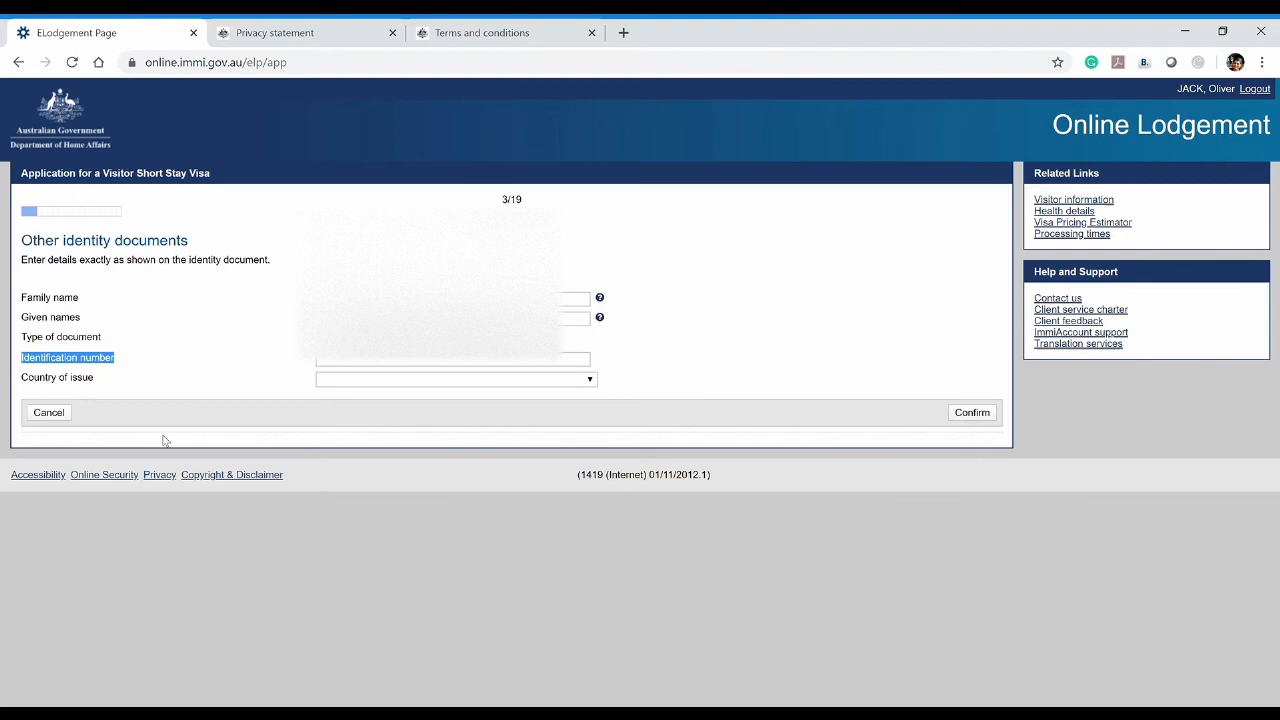 ELodgement Page
Privacy statement
Terms and conditions
online.immi.gov.au/elp/app
JACK, Oliver Logout
Australian Government
Department of Home Affairs
Online Lodgement
Application for a Visitor Short Stay Visa
3/19
Other identity documents
Enter details exactly as shown on the identity document.
Family name
Given names
Type of document
Identification number
Country of issue
Cancel
Confirm
Related Links
Visitor information
Health details
Visa Pricing Estimator
Processing times
Help and Support
Contact us
Client service charter
Client feedback
ImmiAccount support
Translation services
Accessibility Online Security Privacy Copyright & Disclaimer
(1419 (Internet) 01/11/2012.1)